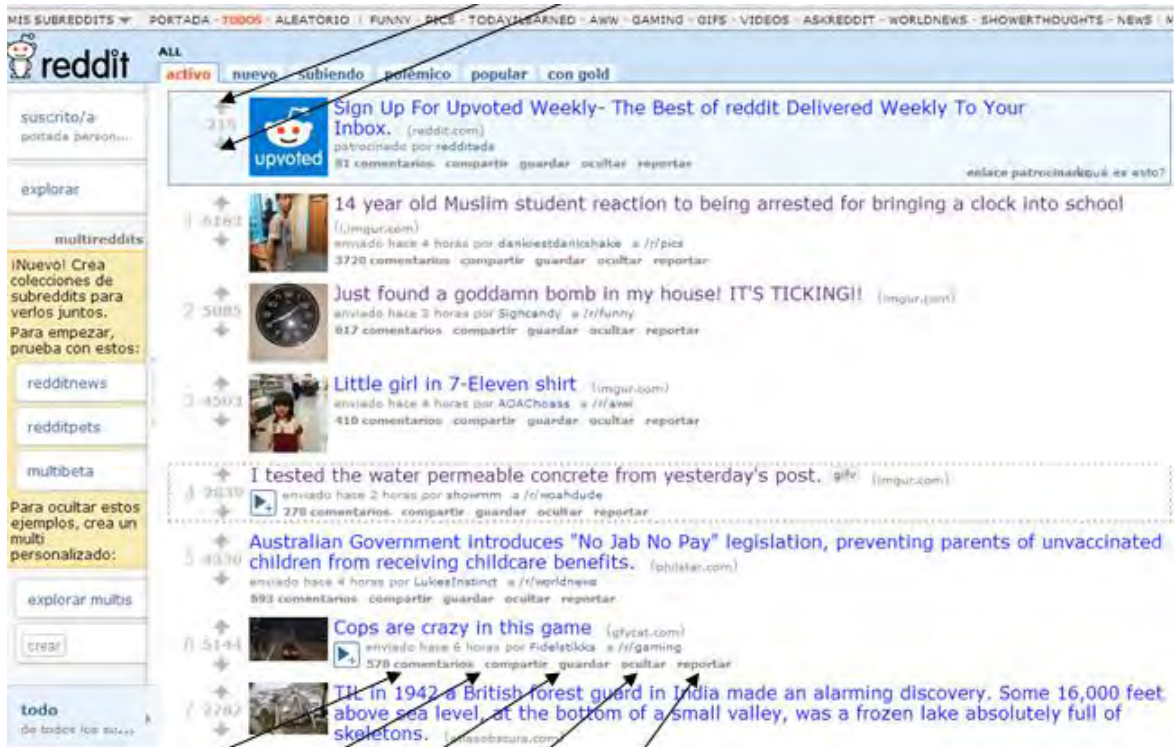 MIS SUBREDDITS PORTADA - TODOS - ALEATORIO | FUNNY - PICS - TODAYILEARNED - AWW - GAMING - GIFS - VIDEOS - ASKREDDIT - WORLDNEWS - SHOWERTHOUGHTS - NEWS
reddit
ALL
activo nuevo subiendo polémico popular con gold
suscrito/a
portada person...
explorar
multireddits
¡Nuevo! Crea
colecciones de
subreddits para
verlos juntos.
Para empezar,
prueba con estos:
redditnews
redditpets
multibeta
Para ocultar estos
ejemplos, crea un
multi
personalizado:
explorar multis
crear
todo
de todos los su...
upvoted
Sign Up For Upvoted Weekly- The Best of reddit Delivered Weekly To Your
Inbox. (reddit.com)
patrocinado por redditads
81 comentarios compartir guardar ocultar reportar
enlace patrocinado ¿qué es esto?
14 year old Muslim student reaction to being arrested for bringing a clock into school
(i.imgur.com)
enviado hace 4 horas por dankiestdankshake a /r/pics
3720 comentarios compartir guardar ocultar reportar
2 5085
Just found a goddamn bomb in my house! IT'S TICKING!! (imgur.com)
enviado hace 3 horas por Sighcandy a /r/funny
817 comentarios compartir guardar ocultar reportar
3 4503
Little girl in 7-Eleven shirt (imgur.com)
enviado hace 4 horas por AOAChoass a /r/aww
410 comentarios compartir guardar ocultar reportar
I tested the water permeable concrete from yesterday's post. gifv (imgur.com)
enviado hace 2 horas por showmm a /r/woahdude
278 comentarios compartir guardar ocultar reportar
Australian Government introduces "No Jab No Pay" legislation, preventing parents of unvaccinated
children from receiving childcare benefits. (philstar.com)
enviado hace 4 horas por LukesInstinct a /r/worldnews
893 comentarios compartir guardar ocultar reportar
6 5144
Cops are crazy in this game (gfycat.com)
enviado hace 6 horas por Fidelstikks a /r/gaming
578 comentarios compartir guardar ocultar reportar
TIL in 1942 a British forest guard in India made an alarming discovery. Some 16,000 feet
above sea level, at the bottom of a small valley, was a frozen lake absolutely full of
skeletons. (atlasobscura.com)